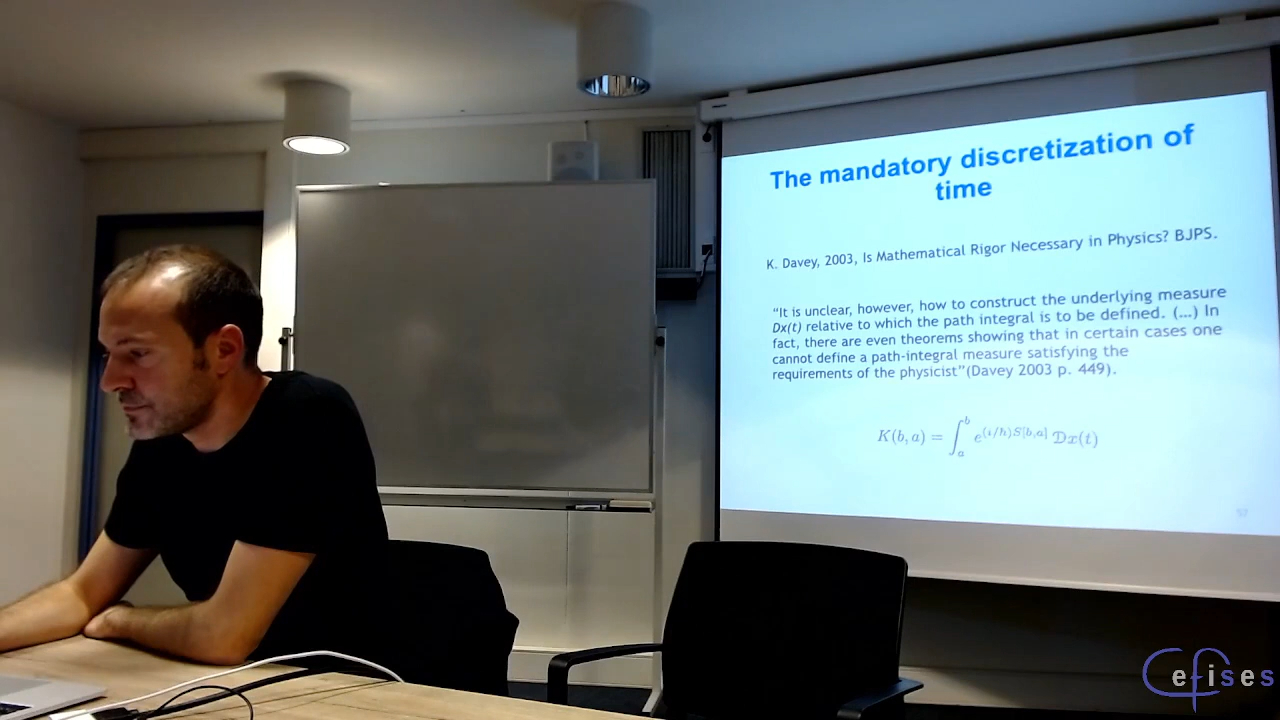 The mandatory discretization of
time
K. Davey, 2003, Is Mathematical Rigor Necessary in Physics? BJPS.
“It is unclear, however, how to construct the underlying measure
Dx(t) relative to which the path integral is to be defined. (...) In
fact, there are even theorems showing that in certain cases one
cannot define a path-integral measure satisfying the
requirements of the physicist”(Davey 2003 p. 449).
K(b, a) = ∫_a^b e^{(i/ħ)S[b,a]} 𝔇x(t)
Cefises